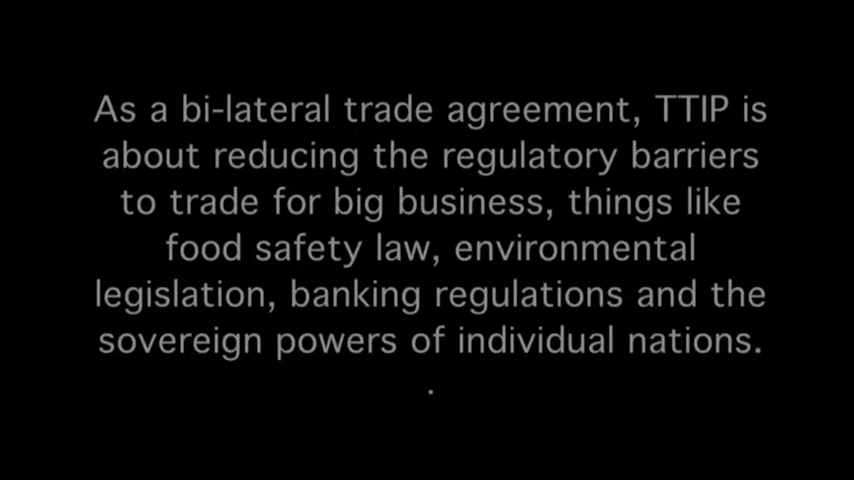 As a bi-lateral trade agreement, TTIP is
about reducing the regulatory barriers
to trade for big business, things like
food safety law, environmental
legislation, banking regulations and the
sovereign powers of individual nations.
.